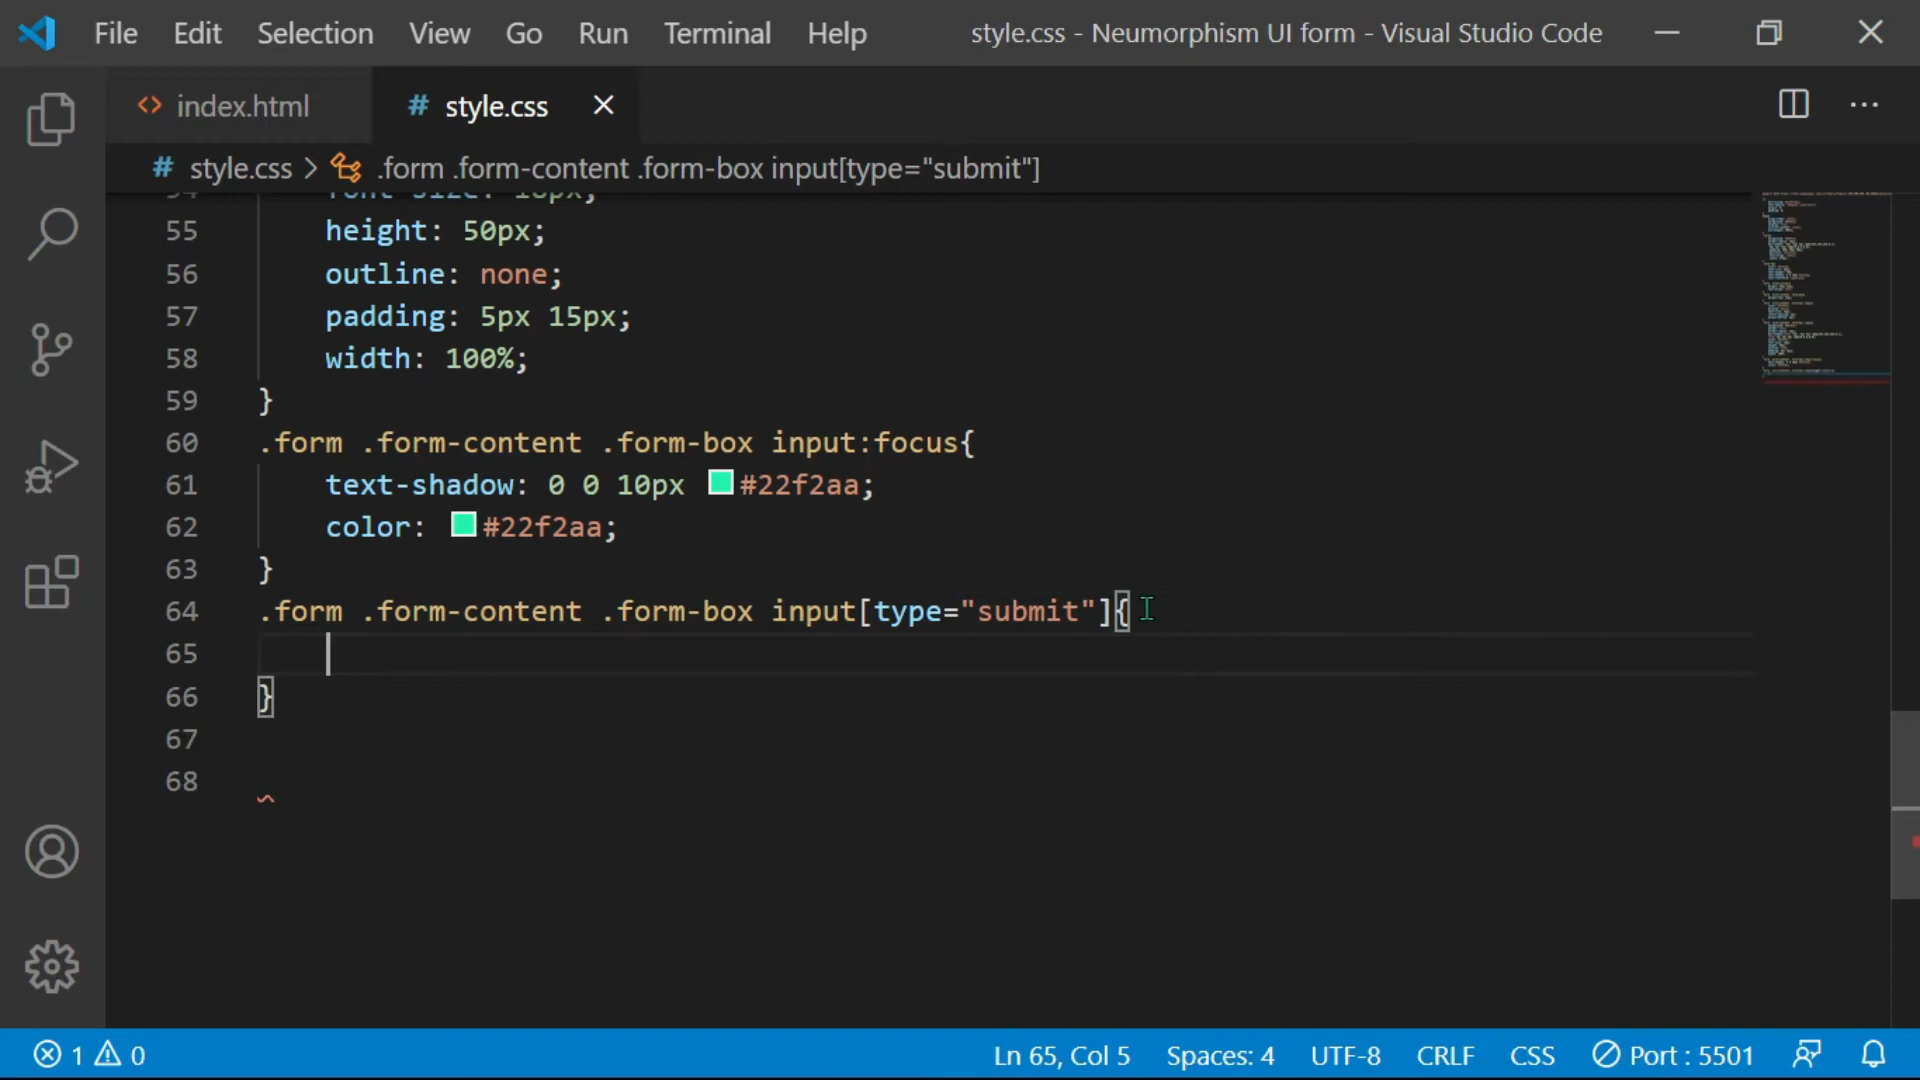 File Edit Selection View Go Run Terminal Help style.css - Neumorphism UI form - Visual Studio Code
<> index.html # style.css
# style.css > .form .form-content .form-box input[type="submit"]
55 height: 50px;
56 outline: none;
57 padding: 5px 15px;
58 width: 100%;
59 }
60 .form .form-content .form-box input:focus{
61 text-shadow: 0 0 10px #22f2aa;
62 color: #22f2aa;
63 }
64 .form .form-content .form-box input[type="submit"]{
65
66 }
67
68
1 0 Ln 65, Col 5 Spaces: 4 UTF-8 CRLF CSS Port : 5501